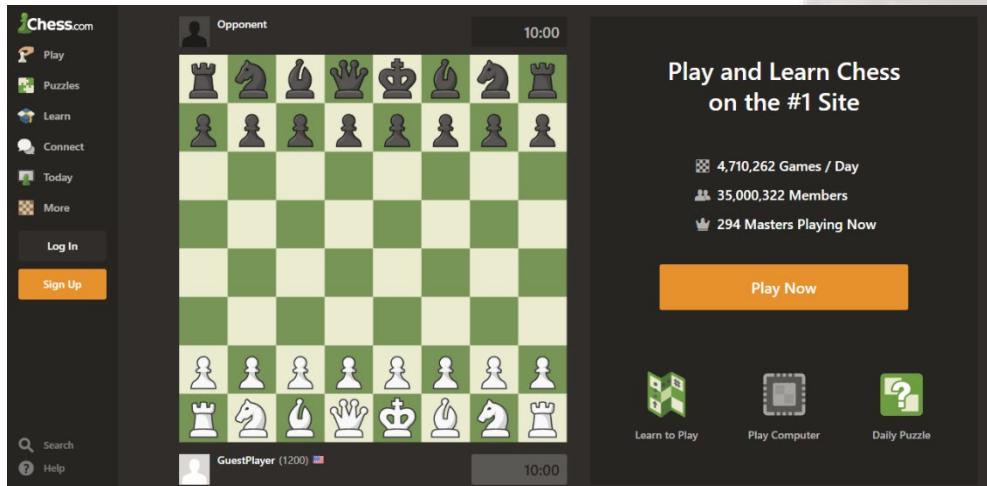 Chess.com
Play
Puzzles
Learn
Connect
Today
More
Log In
Sign Up
Search
Help
Opponent
10:00
GuestPlayer (1200)
10:00
Play and Learn Chess
on the #1 Site
4,710,262 Games / Day
35,000,322 Members
294 Masters Playing Now
Play Now
Learn to Play
Play Computer
Daily Puzzle